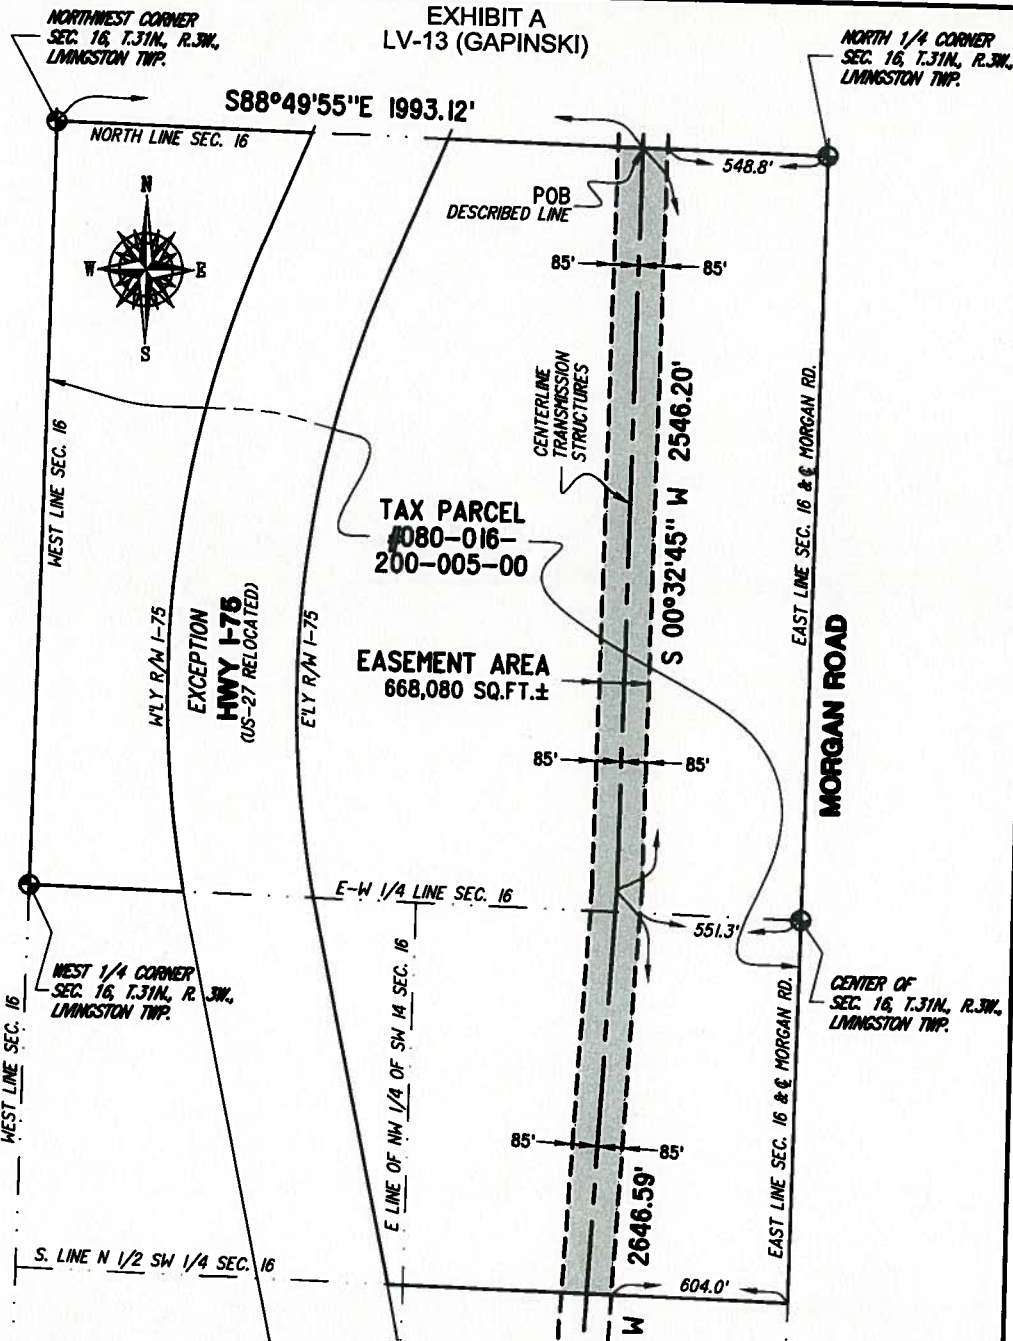 EXHIBIT A
LV-13 (GAPINSKI)
NORTHWEST CORNER
SEC. 16, T.31N., R.3W.,
LIVINGSTON TWP.
NORTH 1/4 CORNER
SEC. 16, T.31N., R.3W.,
LIVINGSTON TWP.
S88°49'55"E 1993.12'
NORTH LINE SEC. 16
548.8'
N
W E
S
POB
DESCRIBED LINE
85' 85'
CENTERLINE
TRANSMISSION
STRUCTURES
S 00°32'45" W 2546.20'
WEST LINE SEC. 16
EAST LINE SEC. 16 & ℄ MORGAN RD.
TAX PARCEL
#080-016-
200-005-00
W'LY R/W I-75
EXCEPTION
HWY I-75
(US-27 RELOCATED)
E'LY R/W I-75
EASEMENT AREA
668,080 SQ.FT.±
MORGAN ROAD
85' 85'
E-W 1/4 LINE SEC. 16
551.3'
WEST 1/4 CORNER
SEC. 16, T.31N., R. 3W.,
LIVINGSTON TWP.
CENTER OF
SEC. 16, T.31N., R.3W.,
LIVINGSTON TWP.
WEST LINE SEC. 16
E LINE OF NW 1/4 OF SW 14 SEC. 16
EAST LINE SEC. 16 & ℄ MORGAN RD.
85' 85'
W 2646.59'
S. LINE N 1/2 SW 1/4 SEC. 16
604.0'